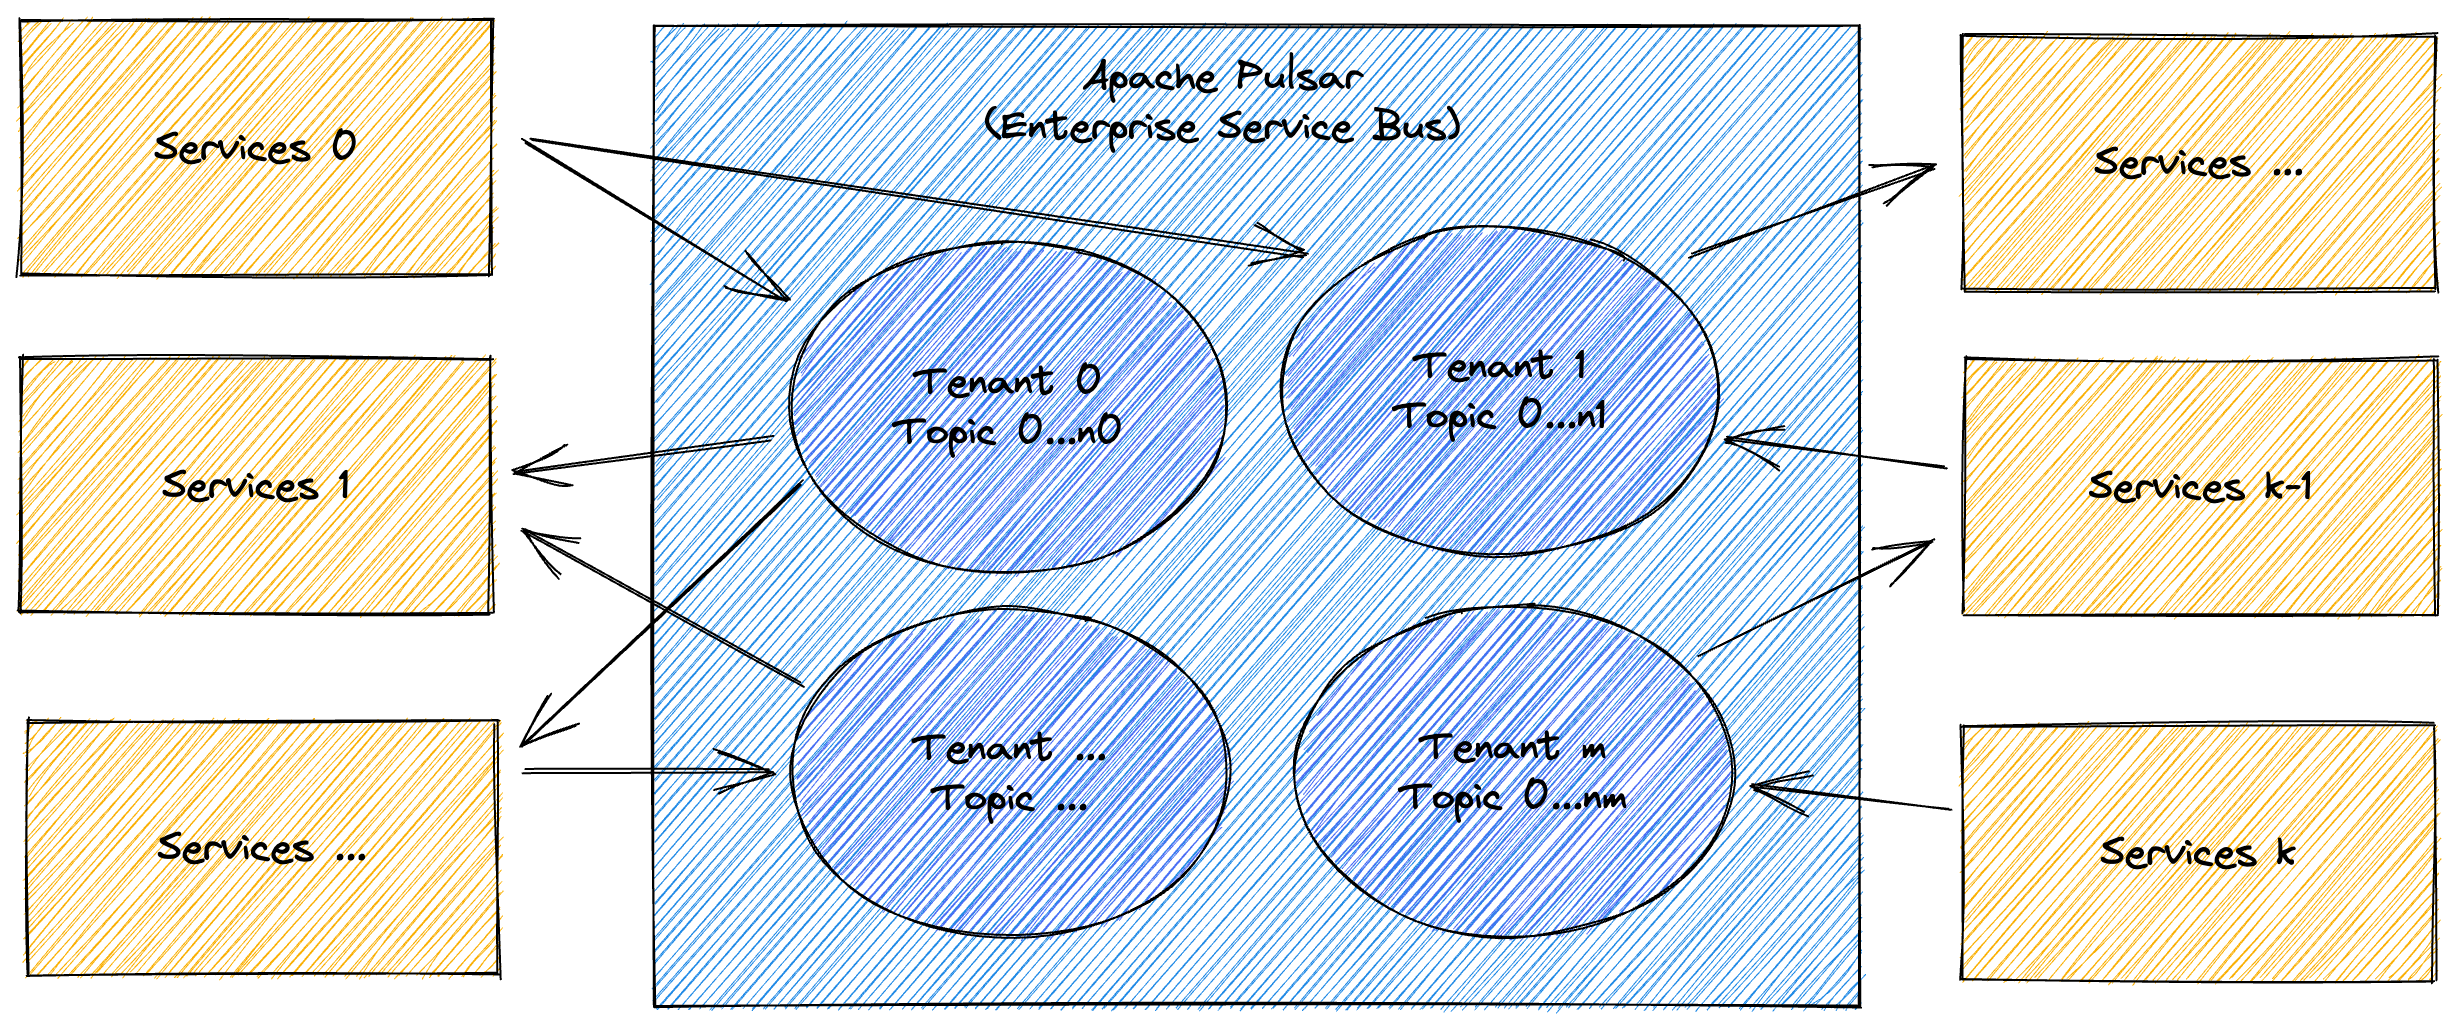 Apache Pulsar
(Enterprise Service Bus)
Services 0
Services ...
Tenant 0
Topic 0...n0
Tenant 1
Topic 0...n1
Services 1
Services k-1
Tenant ...
Topic ...
Tenant m
Topic 0...nm
Services ...
Services k